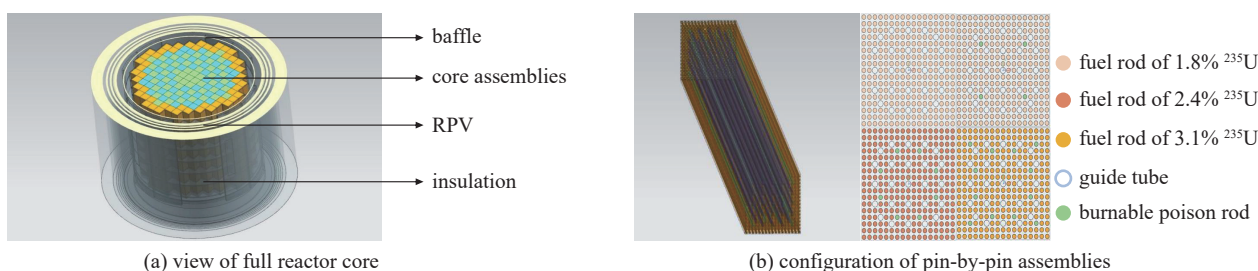 baffle
core assemblies
RPV
insulation
(a) view of full reactor core
fuel rod of 1.8% ²³⁵U
fuel rod of 2.4% ²³⁵U
fuel rod of 3.1% ²³⁵U
guide tube
burnable poison rod
(b) configuration of pin-by-pin assemblies